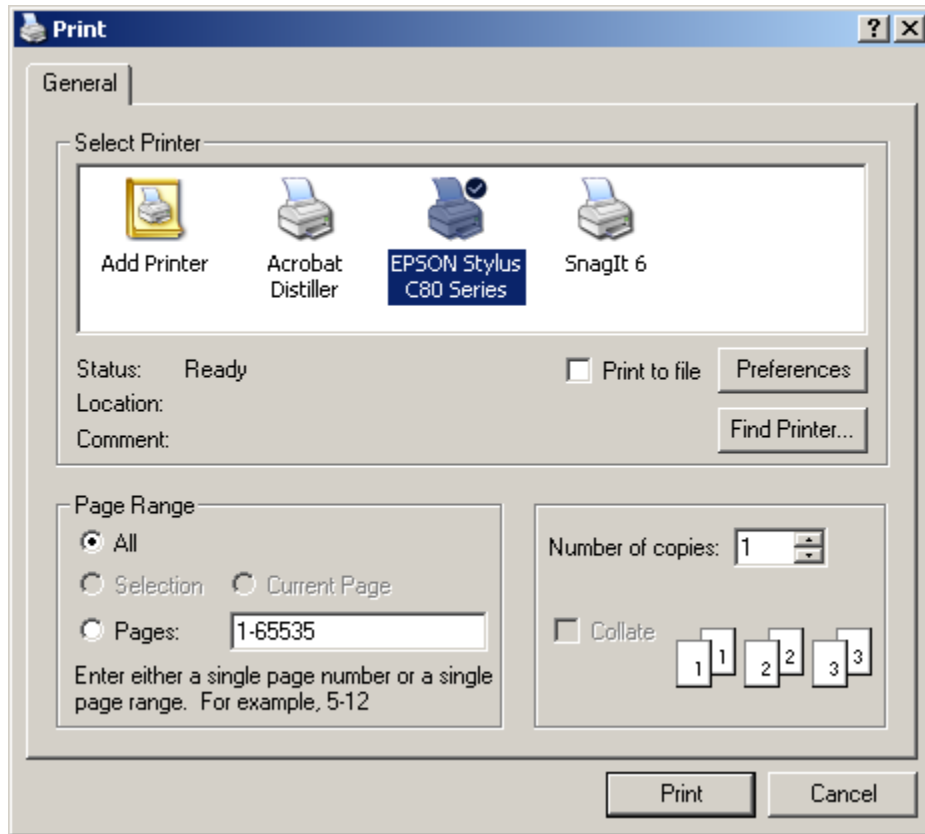 Print
General
Select Printer
Add Printer
Acrobat
Distiller
EPSON Stylus
C80 Series
SnagIt 6
Status: Ready
Print to file
Preferences
Location:
Comment:
Find Printer...
Page Range
All
Selection
Current Page
Pages: 1-65535
Enter either a single page number or a single
page range. For example, 5-12
Number of copies: 1
Collate
1 1 2 2 3 3
Print
Cancel